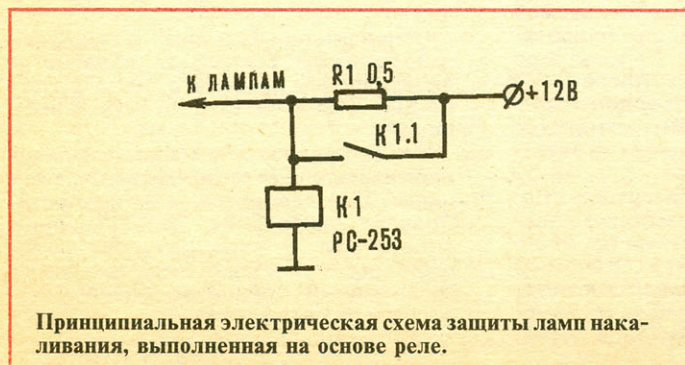 К ЛАМПАМ
R1 0,5
+12В
К1.1
К1
РС-253
Принципиальная электрическая схема защиты ламп нака-
ливания, выполненная на основе реле.